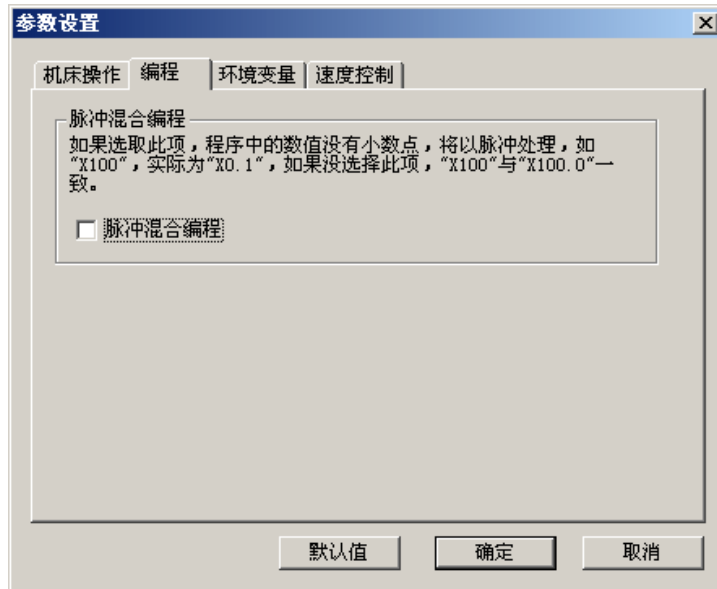 参数设置
机床操作 编程 环境变量 速度控制
脉冲混合编程
如果选取此项，程序中的数值没有小数点，将以脉冲处理，如
“X100”，实际为“X0.1”，如果没选择此项，“X100”与“X100.0”一
致。
脉冲混合编程
默认值 确定 取消